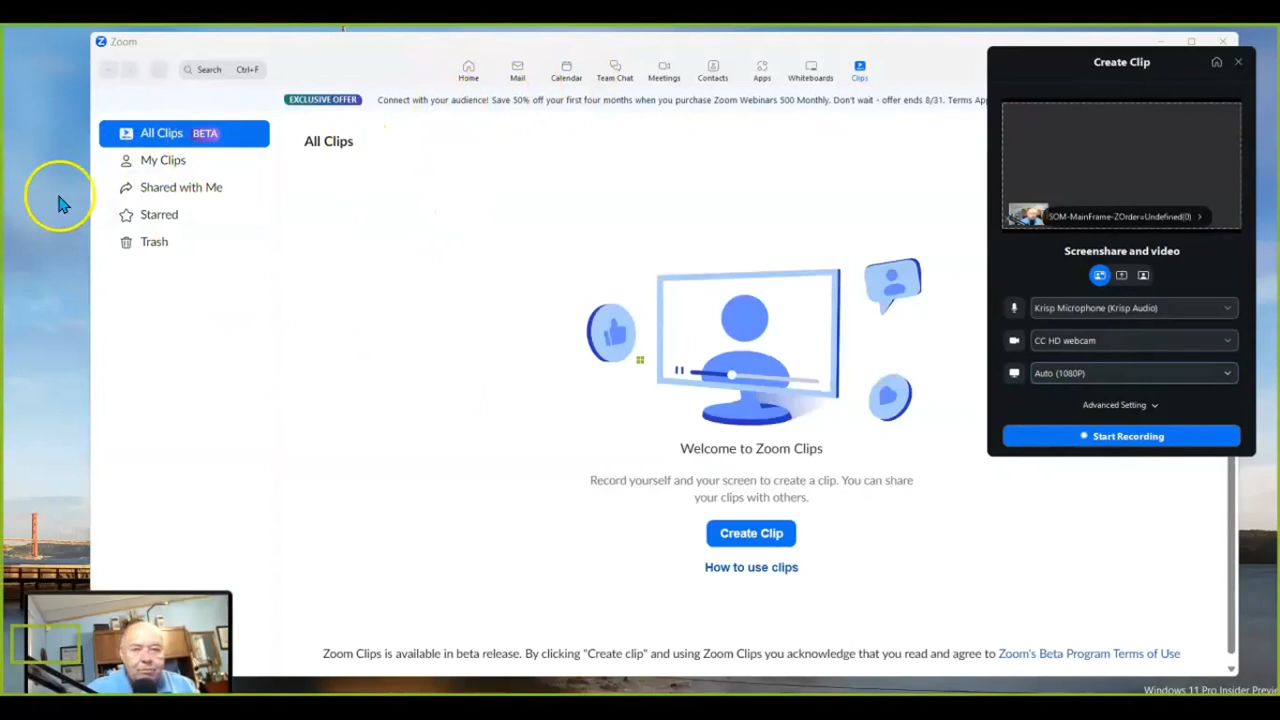 Zoom
Search Ctrl+F
Home
Mail
Calendar
Team Chat
Meetings
Contacts
Apps
Whiteboards
Clips
EXCLUSIVE OFFER Connect with your audience! Save 50% off your first four months when you purchase Zoom Webinars 500 Monthly. Don't wait - offer ends 8/31. Terms Ap
All Clips BETA
My Clips
Shared with Me
Starred
Trash
All Clips
Welcome to Zoom Clips
Record yourself and your screen to create a clip. You can share
your clips with others.
Create Clip
How to use clips
Zoom Clips is available in beta release. By clicking "Create clip" and using Zoom Clips you acknowledge that you read and agree to Zoom's Beta Program Terms of Use
Create Clip
SOM-MainFrame-ZOrder=Undefined(0)
Screenshare and video
Krisp Microphone (Krisp Audio)
CC HD webcam
Auto (1080P)
Advanced Setting
Start Recording
Windows 11 Pro Insider Previe